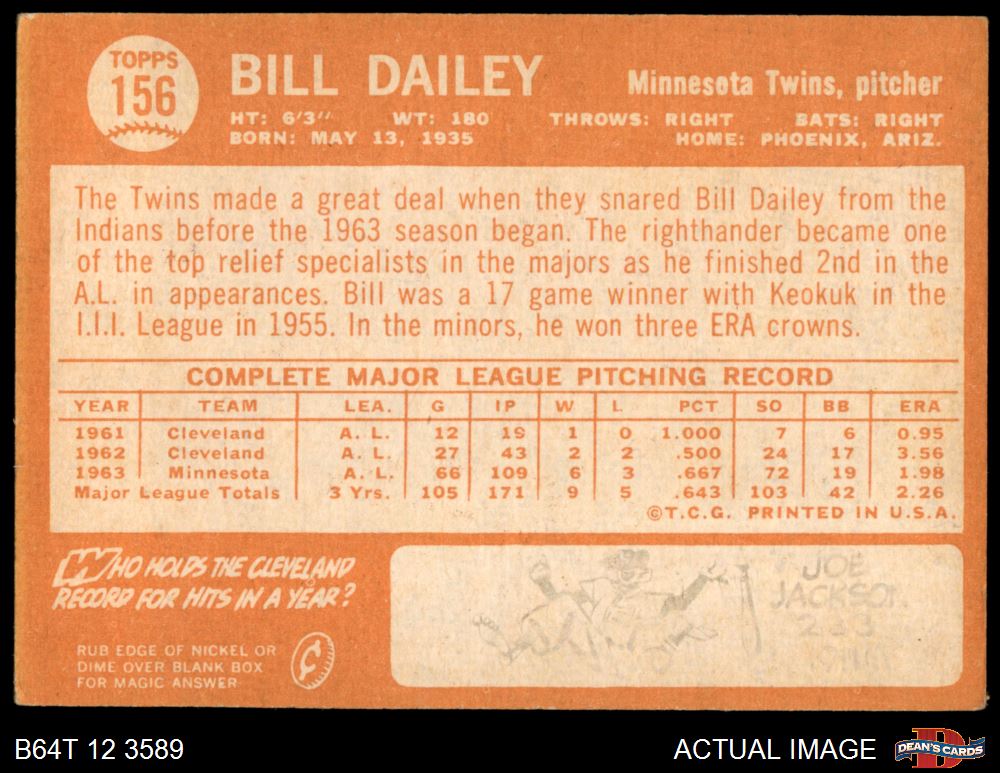 TOPPS
156
BILL DAILEY
Minnesota Twins, pitcher
HT: 6'3" WT: 180 THROWS: RIGHT BATS: RIGHT
BORN: MAY 13, 1935 HOME: PHOENIX, ARIZ.
The Twins made a great deal when they snared Bill Dailey from the
Indians before the 1963 season began. The righthander became one
of the top relief specialists in the majors as he finished 2nd in the
A.L. in appearances. Bill was a 17 game winner with Keokuk in the
I.I.I. League in 1955. In the minors, he won three ERA crowns.
COMPLETE MAJOR LEAGUE PITCHING RECORD
YEAR TEAM LEA. G IP W L PCT SO BB ERA
1961 Cleveland A. L. 12 19 1 0 1.000 7 6 0.95
1962 Cleveland A. L. 27 43 2 2 .500 24 17 3.56
1963 Minnesota A. L. 66 109 6 3 .667 72 19 1.98
Major League Totals 3 Yrs. 105 171 9 5 .643 103 42 2.26
©T.C.G. PRINTED IN U.S.A.
WHO HOLDS THE CLEVELAND
RECORD FOR HITS IN A YEAR?
RUB EDGE OF NICKEL OR
DIME OVER BLANK BOX
FOR MAGIC ANSWER
¢
JOE
JACKSON.
233
B64T 12 3589
ACTUAL IMAGE
D
DEAN'S CARDS